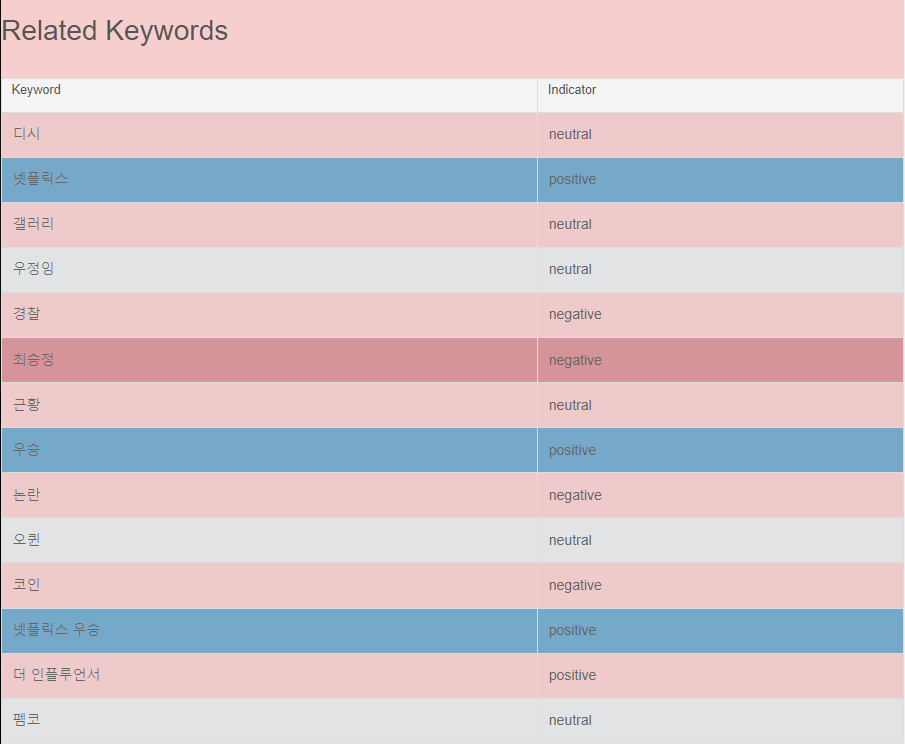 Related Keywords
Keyword Indicator
디시 neutral
넷플릭스 positive
갤러리 neutral
우정잉 neutral
경찰 negative
최승정 negative
근황 neutral
우승 positive
논란 negative
오퀸 neutral
코인 negative
넷플릭스 우승 positive
더 인플루언서 positive
펨코 neutral